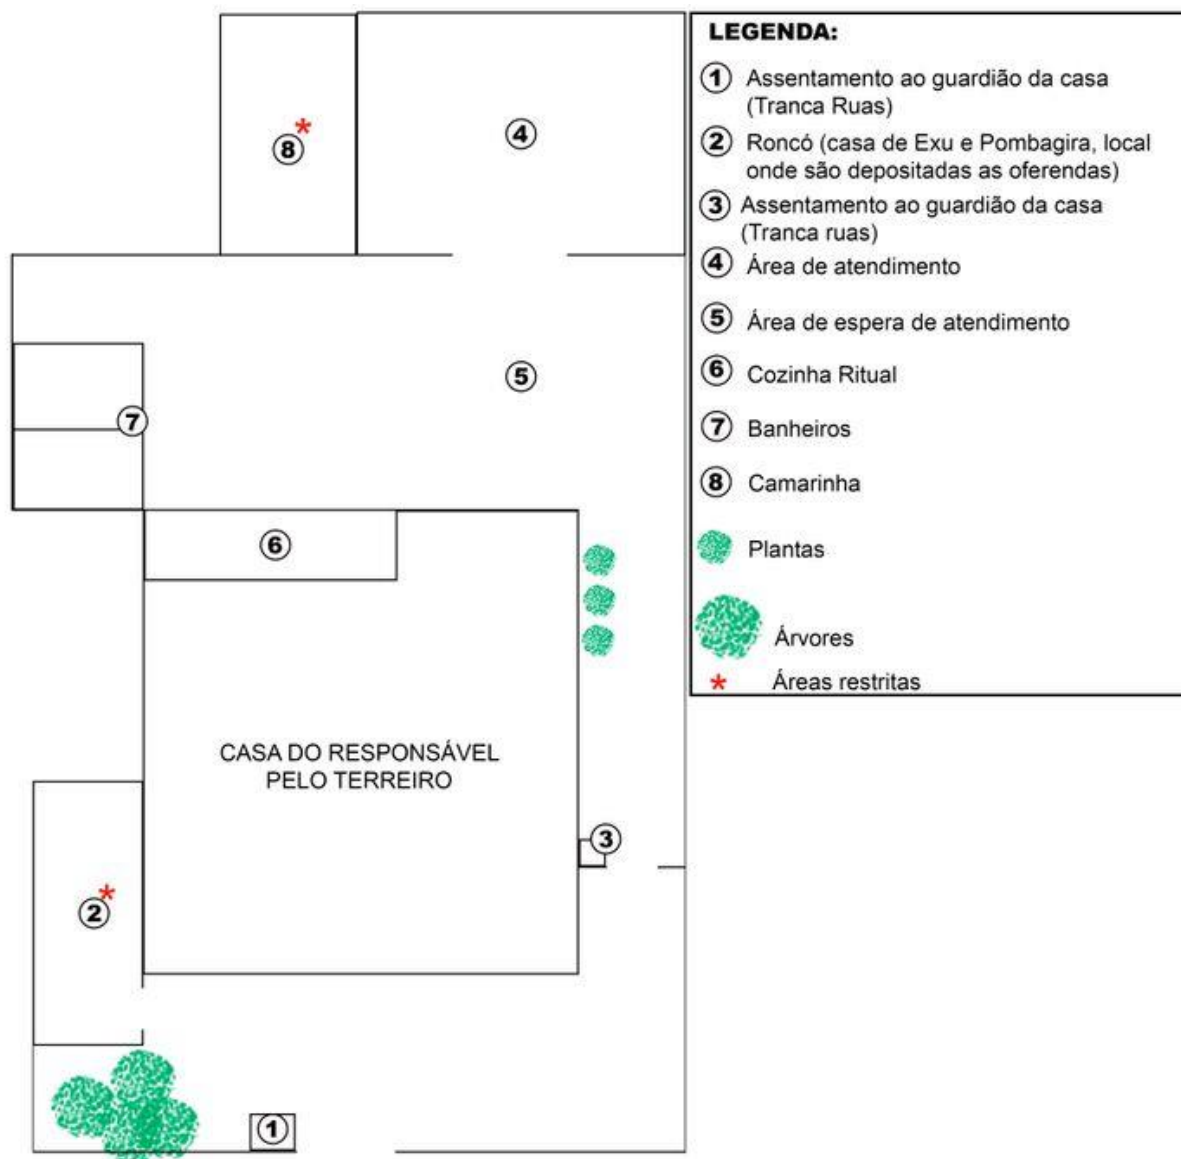 LEGENDA:
1 Assentamento ao guardião da casa
(Tranca Ruas)
2 Roncó (casa de Exu e Pombagira, local
onde são depositadas as oferendas)
3 Assentamento ao guardião da casa
(Tranca ruas)
4 Área de atendimento
5 Área de espera de atendimento
6 Cozinha Ritual
7 Banheiros
8 Camarinha
Plantas
Árvores
* Áreas restritas
8 *
4
5
7
6
CASA DO RESPONSÁVEL
PELO TERREIRO
3
2 *
1